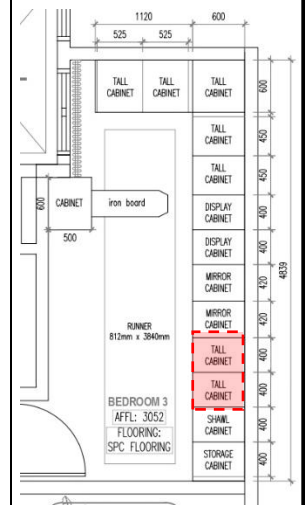 1120 600
525 525
TALL
CABINET
TALL
CABINET
TALL
CABINET
600
TALL
CABINET
450
TALL
CABINET
450
600
CABINET
iron board
500
DISPLAY
CABINET
400
DISPLAY
CABINET
400
4839
MIRROR
CABINET
420
MIRROR
CABINET
420
RUNNER
812mm x 3840mm
TALL
CABINET
400
TALL
CABINET
400
BEDROOM 3
AFFL: 3052
FLOORING:
SPC FLOORING
SHAWL
CABINET
400
STORAGE
CABINET
400